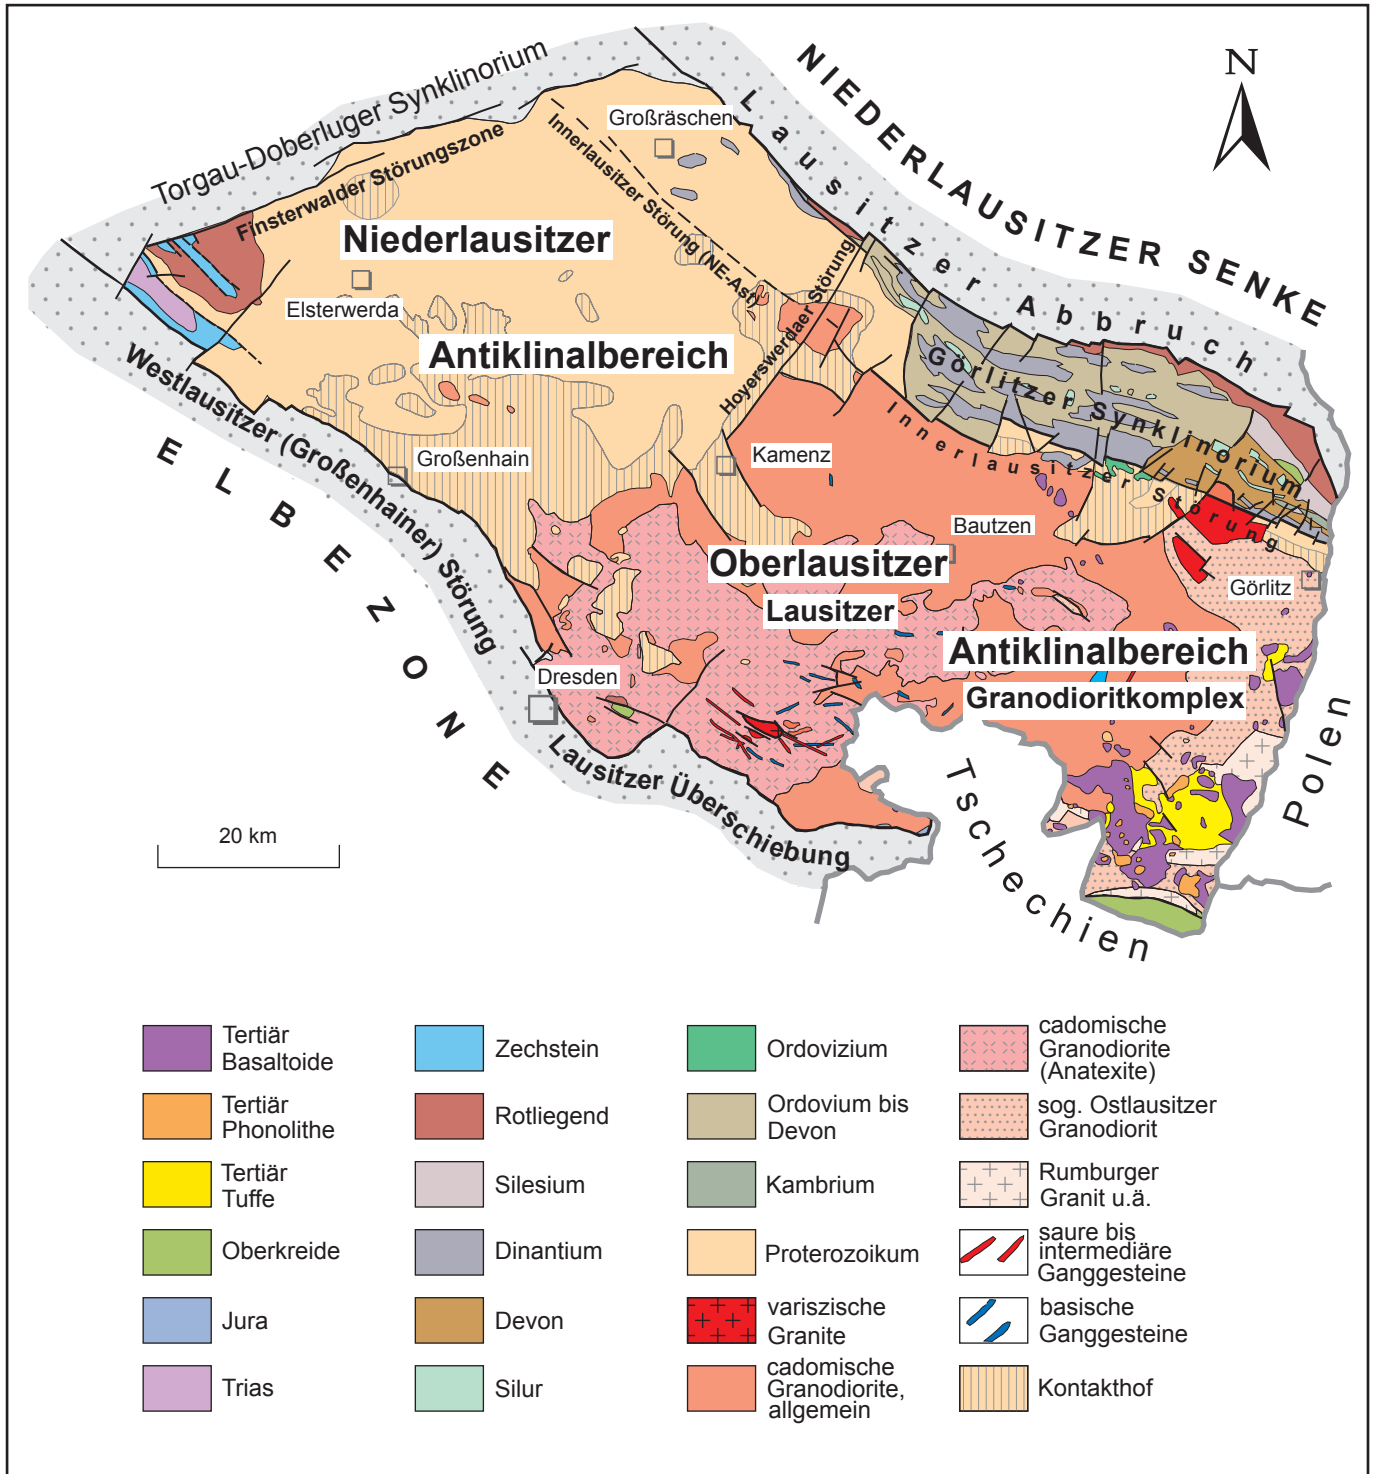 Torgau-Doberluger Synklinorium
NIEDERLAUSITZER SENKE
N
Lausitzer Abbruch
Finsterwalder Störungszone
Innerlausitzer Störung (NE-Ast)
Großräschen
Niederlausitzer
Elsterwerda
Antiklinalbereich
Hoyerswerdaer Störung
Görlitzer Synklinorium
Innerlausitzer Störung
Westlausitzer (Großenhainer) Störung
ELBEZONE
Großenhain
Kamenz
Bautzen
Oberlausitzer
Lausitzer
Görlitz
Antiklinalbereich
Granodioritkomplex
Dresden
Lausitzer Überschiebung
Tschechien
Polen
20 km
Tertiär
Basaltoide
Tertiär
Phonolithe
Tertiär
Tuffe
Oberkreide
Jura
Trias
Zechstein
Rotliegend
Silesium
Dinantium
Devon
Silur
Ordovizium
Ordovium bis
Devon
Kambrium
Proterozoikum
variszische
Granite
cadomische
Granodiorite,
allgemein
cadomische
Granodiorite
(Anatexite)
sog. Ostlausitzer
Granodiorit
Rumburger
Granit u.ä.
saure bis
intermediäre
Ganggesteine
basische
Ganggesteine
Kontakthof